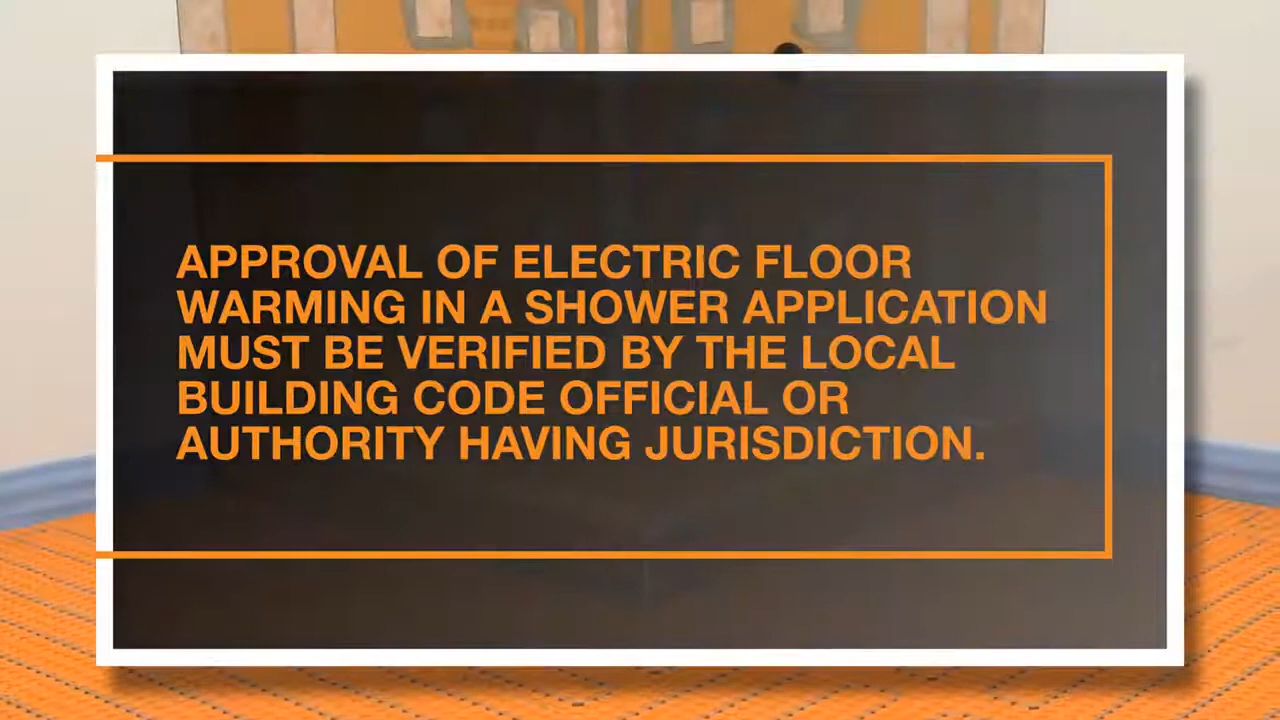 APPROVAL OF ELECTRIC FLOOR
WARMING IN A SHOWER APPLICATION
MUST BE VERIFIED BY THE LOCAL
BUILDING CODE OFFICIAL OR
AUTHORITY HAVING JURISDICTION.